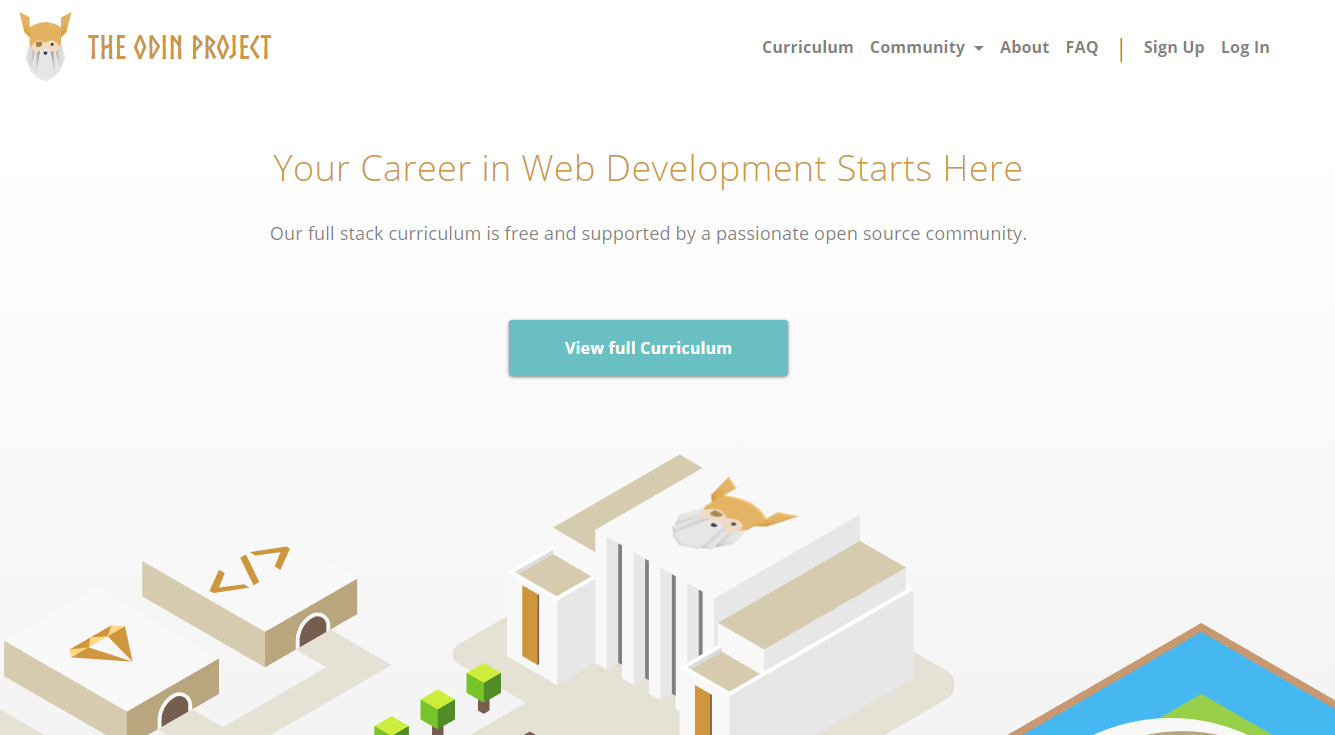 THE ODIN PROJECT
Curriculum Community About FAQ | Sign Up Log In
Your Career in Web Development Starts Here
Our full stack curriculum is free and supported by a passionate open source community.
View full Curriculum
</>